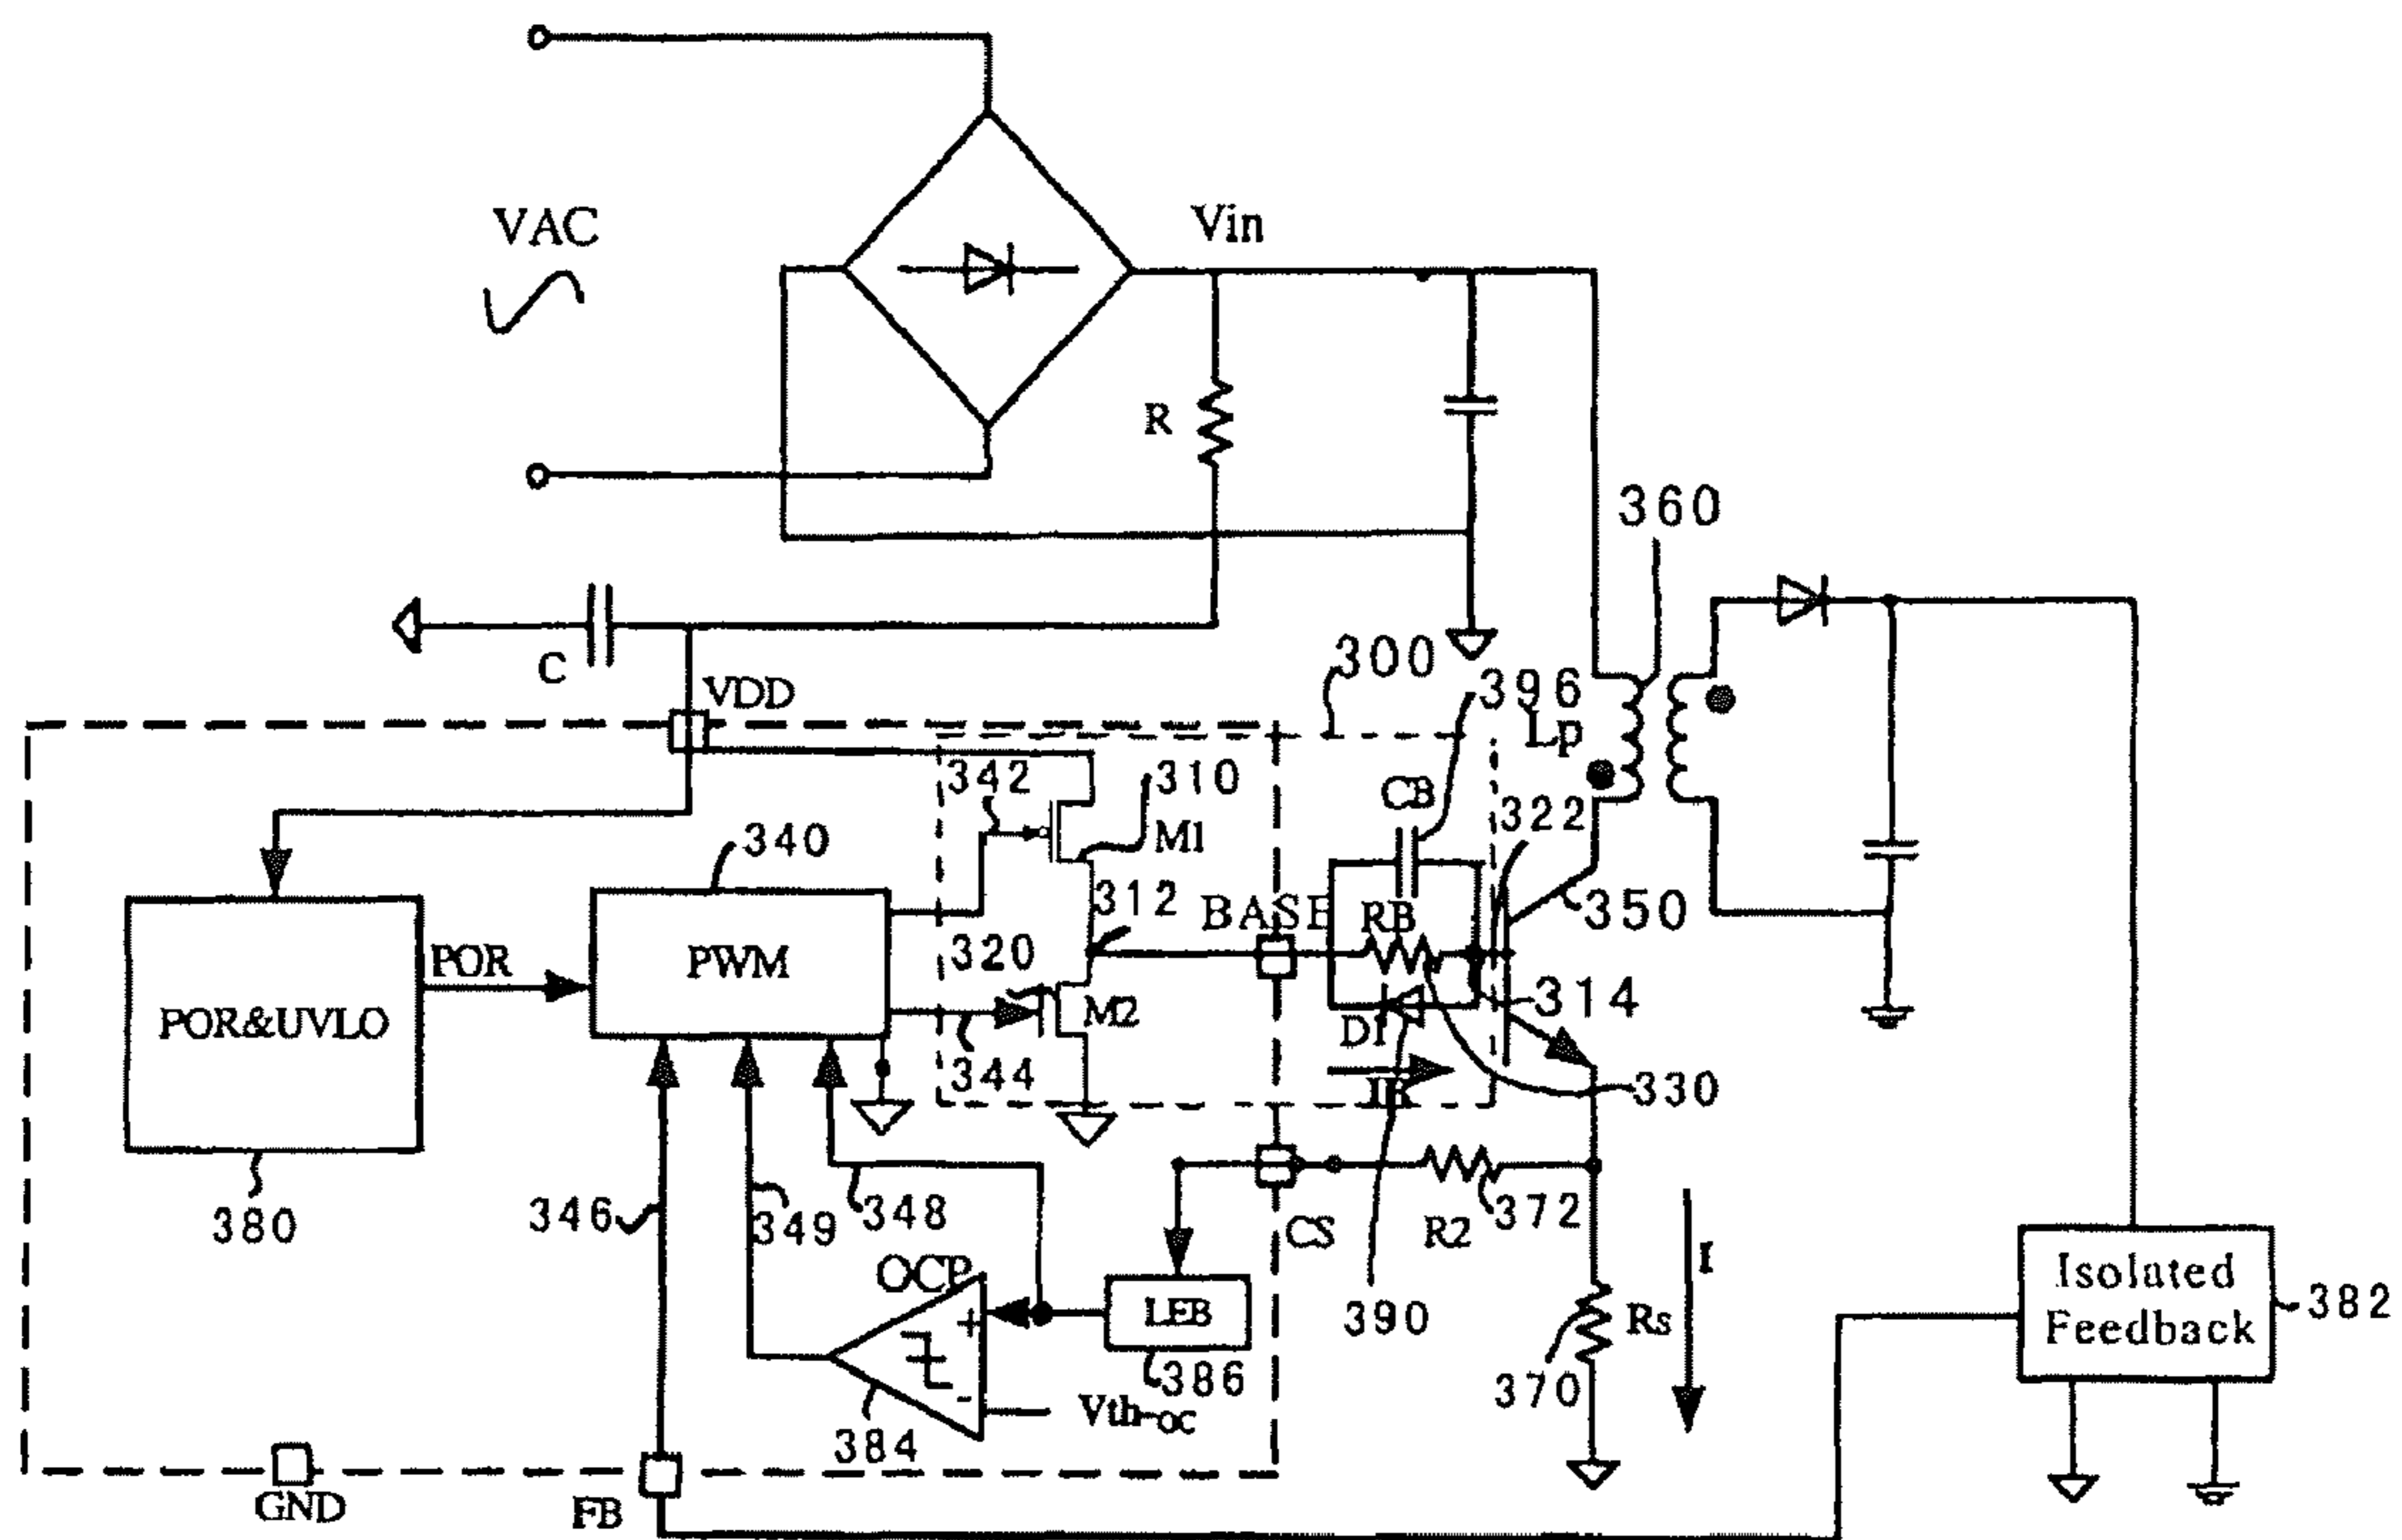 VAC
Vin
R
360
C
VDD
300
396
Lp
342
310
CB
322
340
M1
312
BASE
RB
350
320
POR
PWM
POR&UVLO
M2
314
D1
344
330
380
346
349
348
CS
R2
372
I
OCP
LEB
390
Rs
Isolated
Feedback
382
386
370
384
Vth-oc
GND
FB